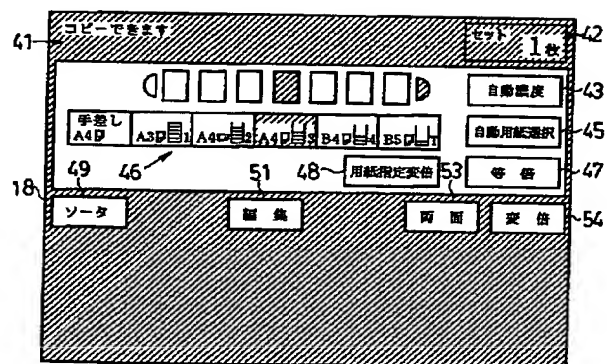 41 コピーできます セット 1枚 42
自動濃度 43
手差し A4 A3 1 A4 2 A4 3 B4 4 B5 T 自動用紙選択 45
49 46 51 48 用紙指定変倍 53 等倍 47
18 ソータ 編集 両面 変倍 54